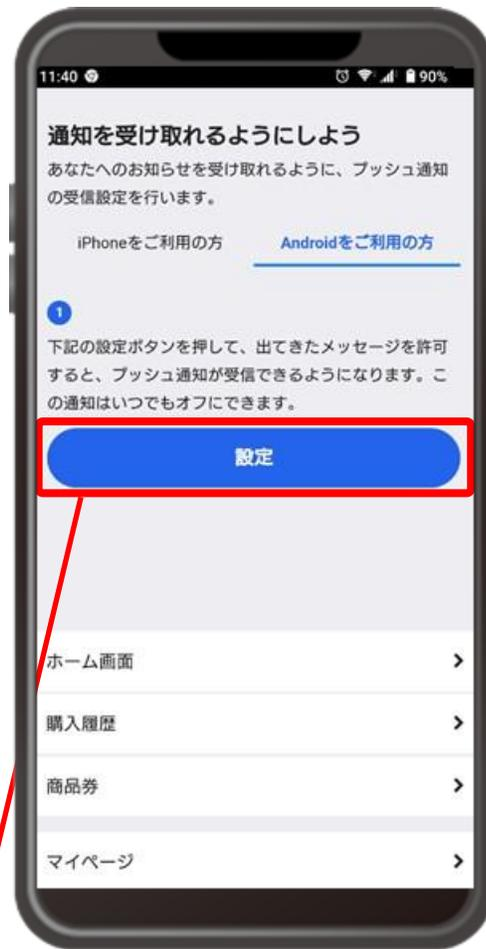 11:40 90%
通知を受け取れるようにしよう
あなたへのお知らせを受け取れるように、プッシュ通知
の受信設定を行います。
iPhoneをご利用の方 Androidをご利用の方
1
下記の設定ボタンを押して、出てきたメッセージを許可
すると、プッシュ通知が受信できるようになります。こ
の通知はいつでもオフにできます。
設定
ホーム画面
購入履歴
商品券
マイページ